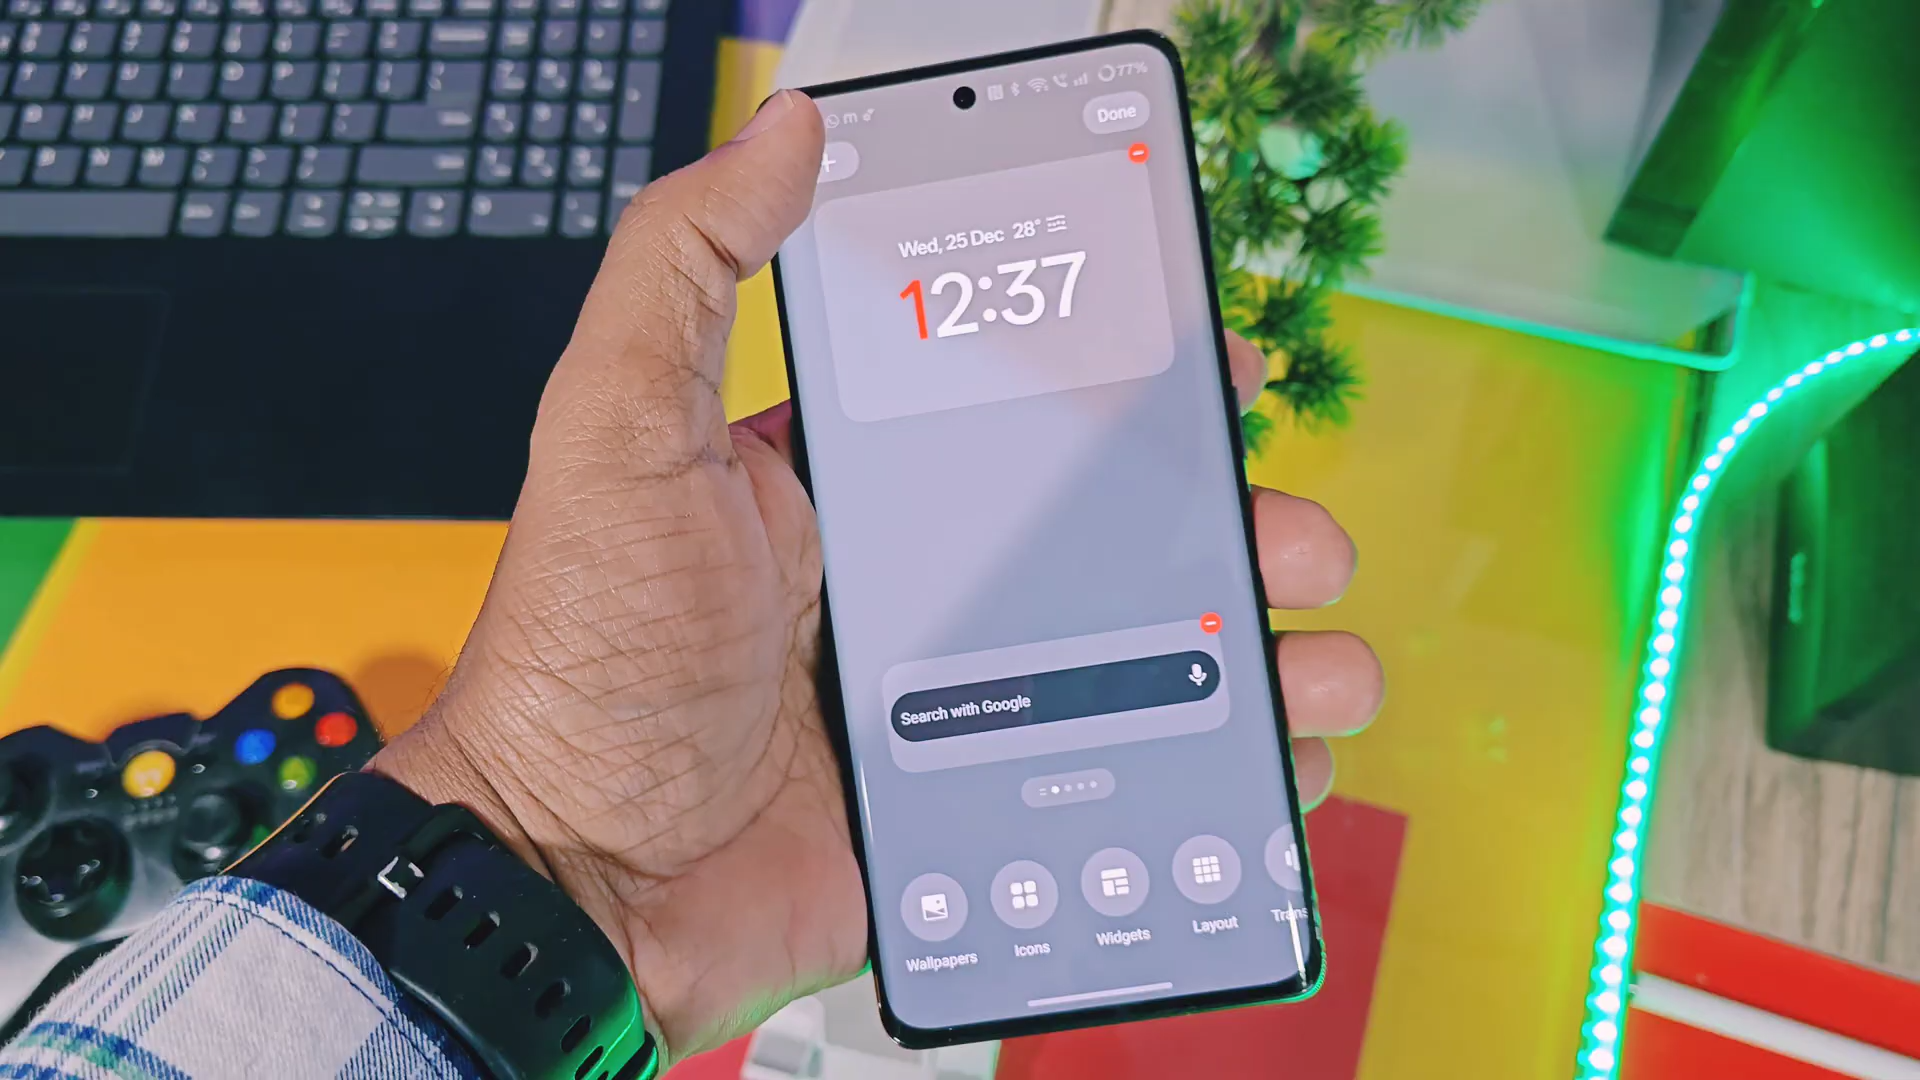 m
77%
Done
Wed, 25 Dec 28°
12:37
Search with Google
Wallpapers
Icons
Widgets
Layout